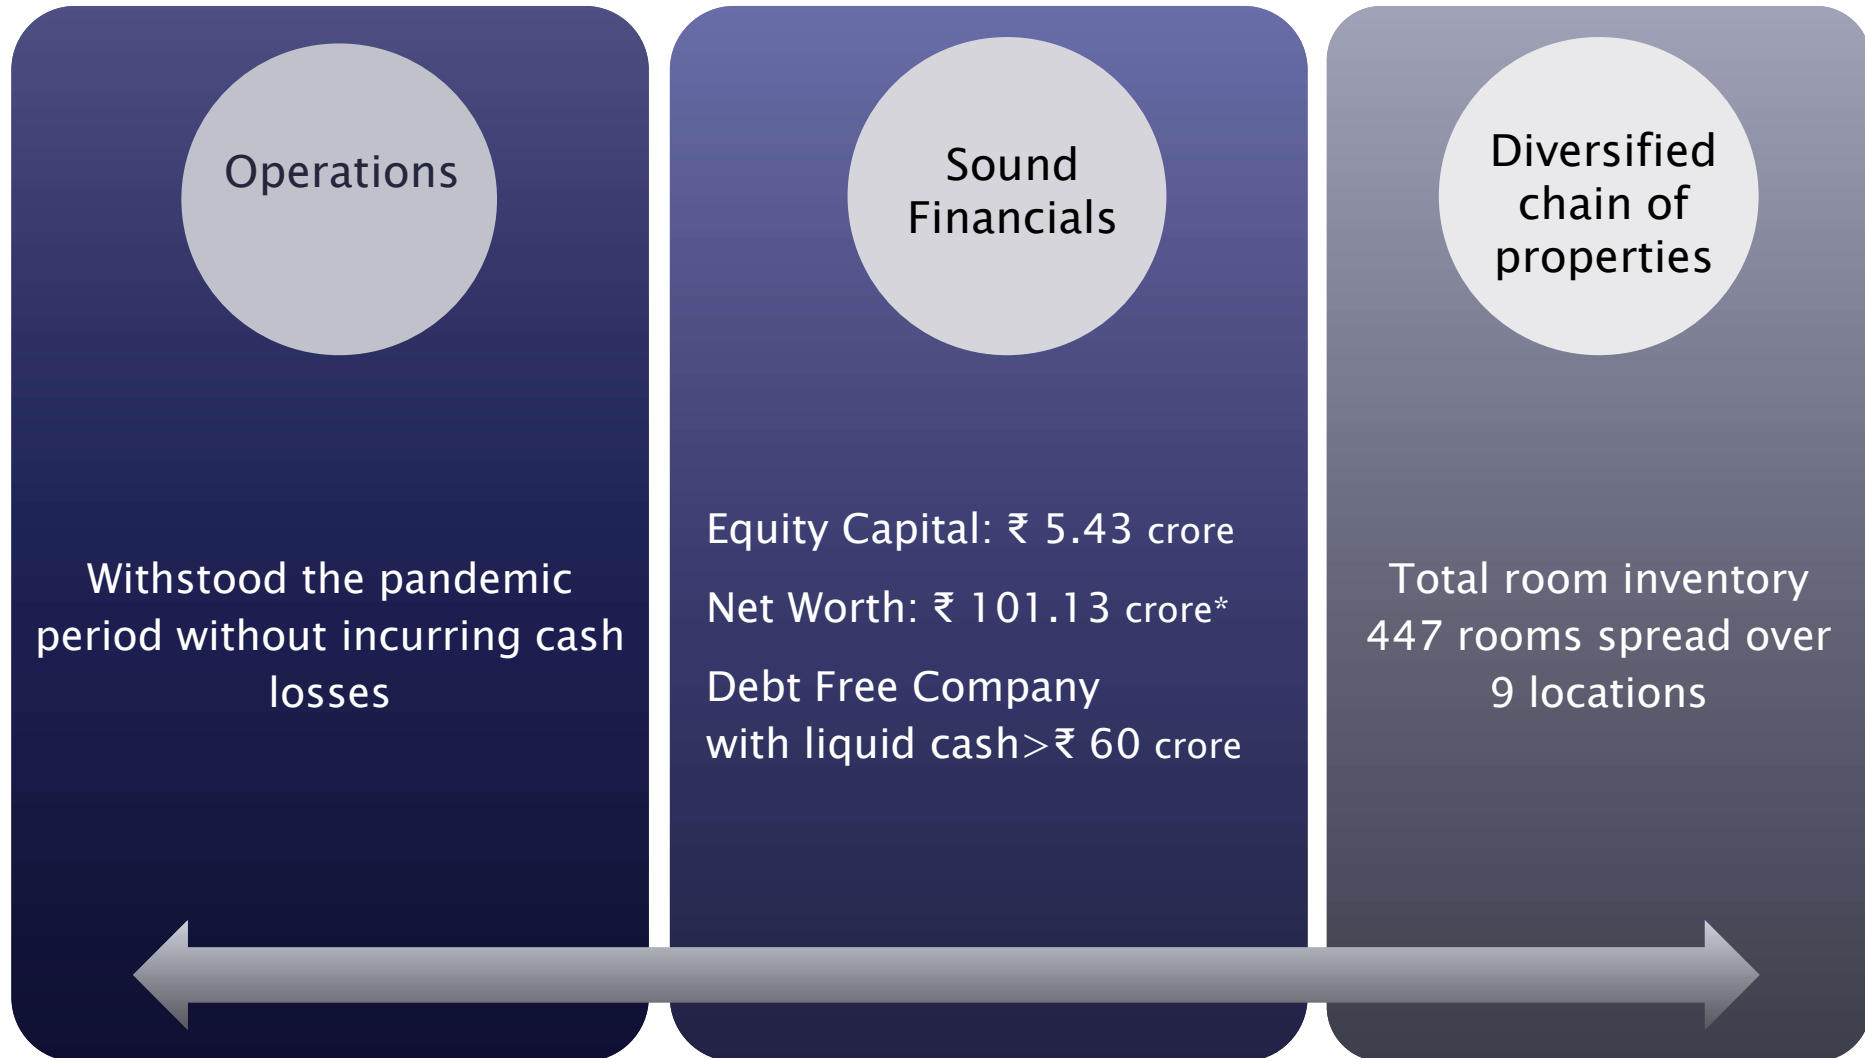 Operations
Withstood the pandemic
period without incurring cash
losses
Sound
Financials
Equity Capital: ₹ 5.43 crore
Net Worth: ₹ 101.13 crore*
Debt Free Company
with liquid cash>₹ 60 crore
Diversified
chain of
properties
Total room inventory
447 rooms spread over
9 locations